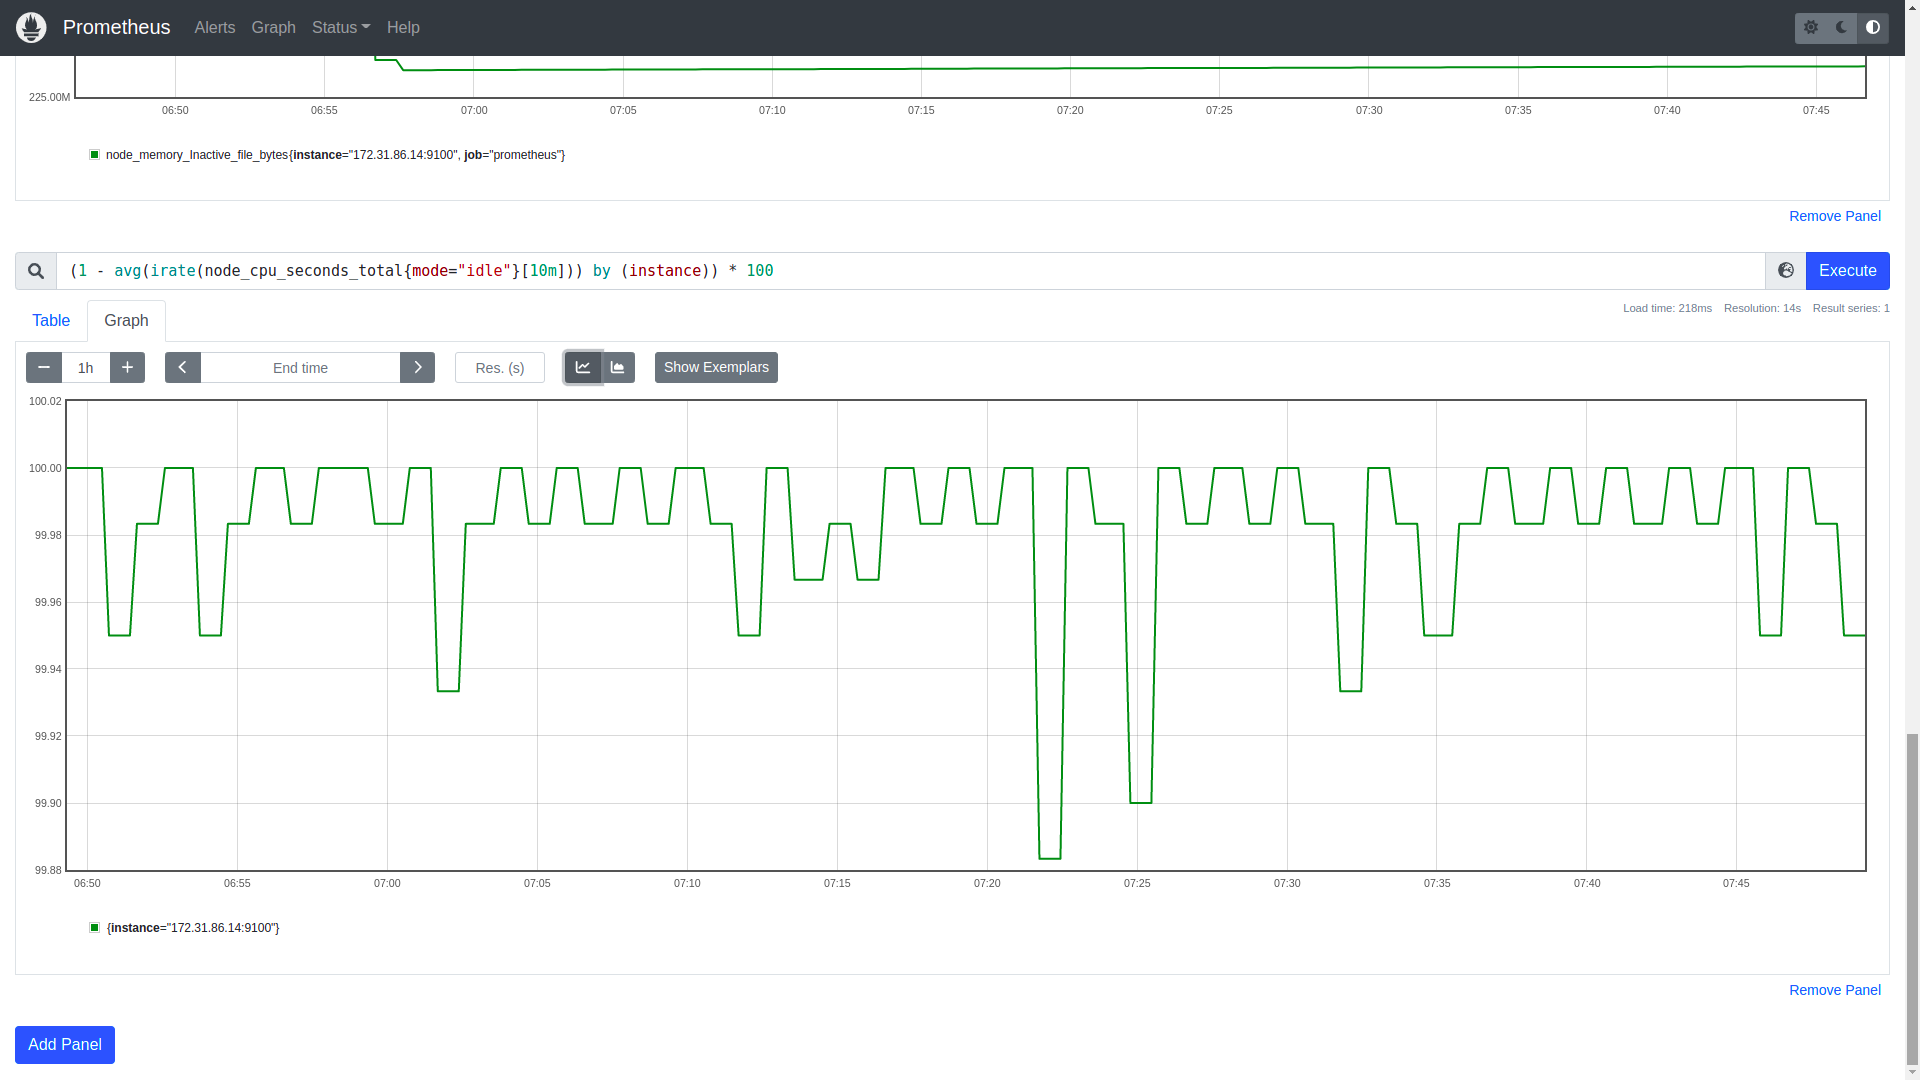 Prometheus Alerts Graph Status Help
225.00M
06:50 06:55 07:00 07:05 07:10 07:15 07:20 07:25 07:30 07:35 07:40 07:45
node_memory_Inactive_file_bytes{instance="172.31.86.14:9100", job="prometheus"}
Remove Panel
(1 - avg(irate(node_cpu_seconds_total{mode="idle"}[10m])) by (instance)) * 100
Execute
Table Graph
Load time: 218ms Resolution: 14s Result series: 1
1h End time Res. (s) Show Exemplars
100.02
100.00
99.98
99.96
99.94
99.92
99.90
99.88
06:50 06:55 07:00 07:05 07:10 07:15 07:20 07:25 07:30 07:35 07:40 07:45
{instance="172.31.86.14:9100"}
Remove Panel
Add Panel